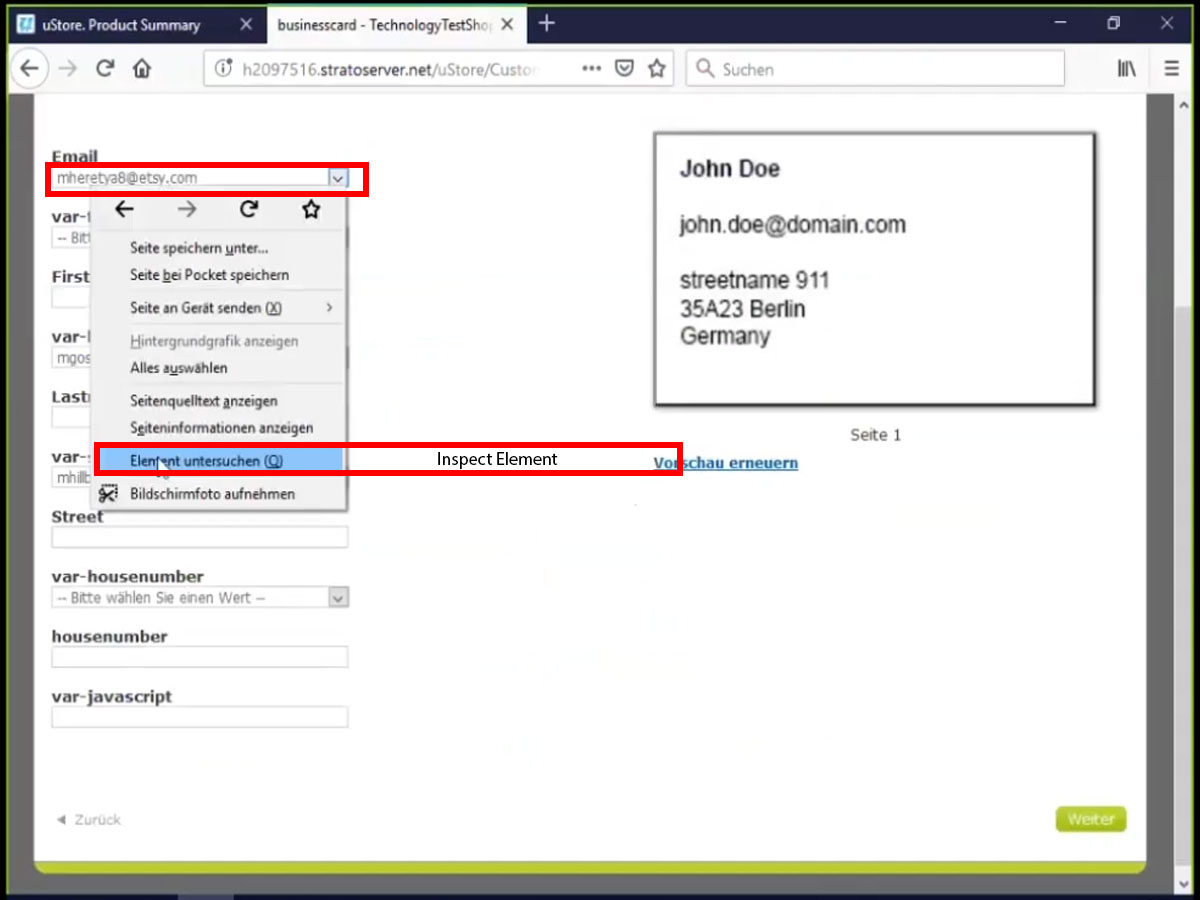 uStore. Product Summary
businesscard - TechnologyTestShop
h2097516.stratoserver.net/uStore/Custo
Suchen
Email
mheretya8@etsy.com
var-
-- Bitt
First
var-
mgos
Last
var-
mhillb
Seite speichern unter...
Seite bei Pocket speichern
Seite an Gerät senden (X)
Hintergrundgrafik anzeigen
Alles auswählen
Seitenquelltext anzeigen
Seiteninformationen anzeigen
Element untersuchen (Q)
Inspect Element
Bildschirmfoto aufnehmen
Street
var-housenumber
-- Bitte wählen Sie einen Wert --
housenumber
var-javascript
John Doe
john.doe@domain.com
streetname 911
35A23 Berlin
Germany
Seite 1
Vorschau erneuern
Zurück
Weiter